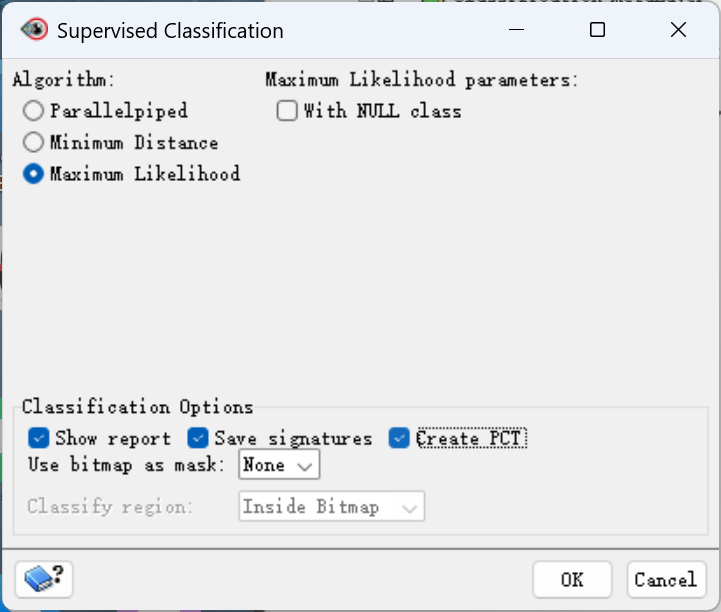 Supervised Classification
Algorithm:
Maximum Likelihood parameters:
Parallelpiped
With NULL class
Minimum Distance
Maximum Likelihood
Classification Options
Show report
Save signatures
Create PCT
Use bitmap as mask:
None
Classify region:
Inside Bitmap
?
OK
Cancel